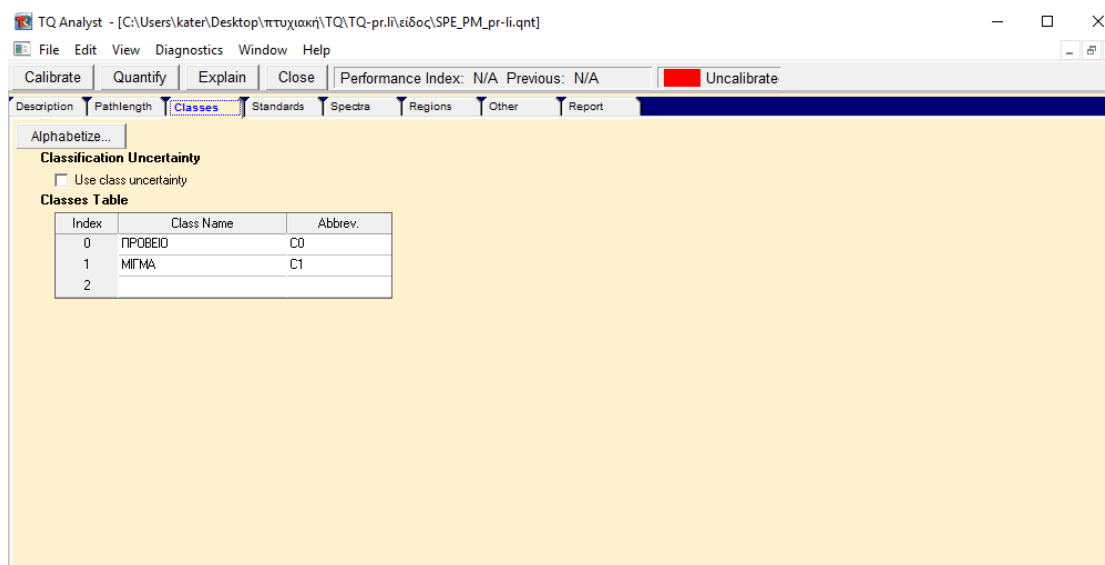 TQ Analyst - [C:\Users\kater\Desktop\πτυχιακή\TQ\TQ-pr.li\είδος\SPE_PM_pr-li.qnt]
File Edit View Diagnostics Window Help
Calibrate Quantify Explain Close Performance Index: N/A Previous: N/A Uncalibrate
Description Pathlength Classes Standards Spectra Regions Other Report
Alphabetize...
Classification Uncertainty
Use class uncertainty
Classes Table
Index Class Name Abbrev.
0 ΠΡΟΒΕΙΟ C0
1 ΜΙΓΜΑ C1
2